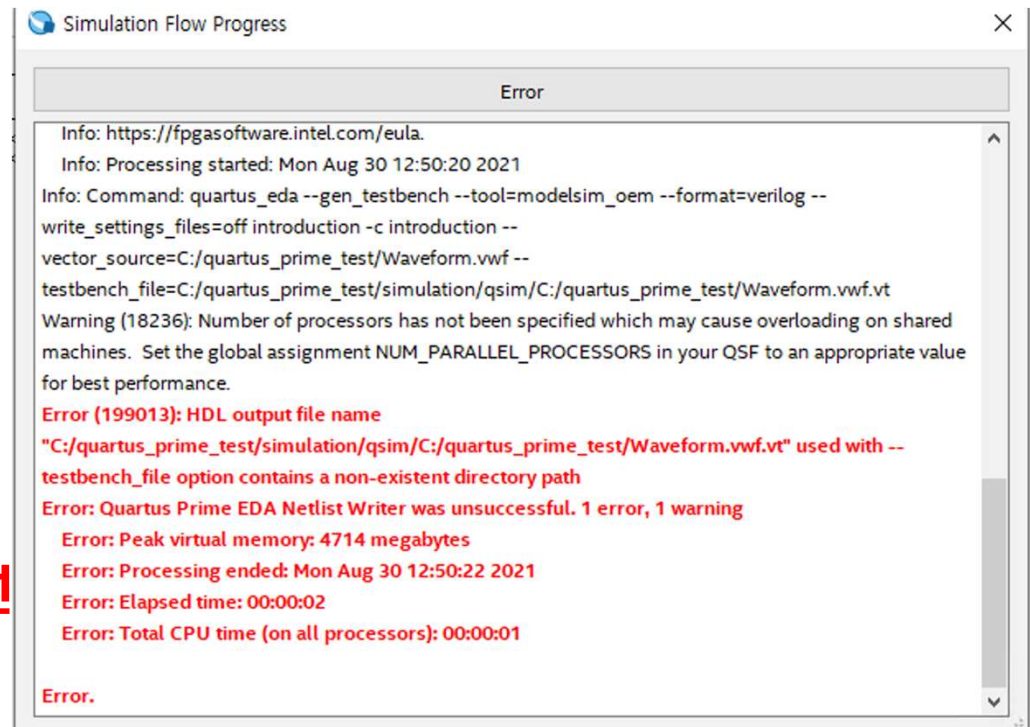 Simulation Flow Progress
Error
Info: https://fpgasoftware.intel.com/eula.
Info: Processing started: Mon Aug 30 12:50:20 2021
Info: Command: quartus_eda --gen_testbench --tool=modelsim_oem --format=verilog --
write_settings_files=off introduction -c introduction --
vector_source=C:/quartus_prime_test/Waveform.vwf --
testbench_file=C:/quartus_prime_test/simulation/qsim/C:/quartus_prime_test/Waveform.vwf.vt
Warning (18236): Number of processors has not been specified which may cause overloading on shared
machines.  Set the global assignment NUM_PARALLEL_PROCESSORS in your QSF to an appropriate value
for best performance.
Error (199013): HDL output file name
"C:/quartus_prime_test/simulation/qsim/C:/quartus_prime_test/Waveform.vwf.vt" used with --
testbench_file option contains a non-existent directory path
Error: Quartus Prime EDA Netlist Writer was unsuccessful. 1 error, 1 warning
Error: Peak virtual memory: 4714 megabytes
Error: Processing ended: Mon Aug 30 12:50:22 2021
Error: Elapsed time: 00:00:02
Error: Total CPU time (on all processors): 00:00:01
Error.